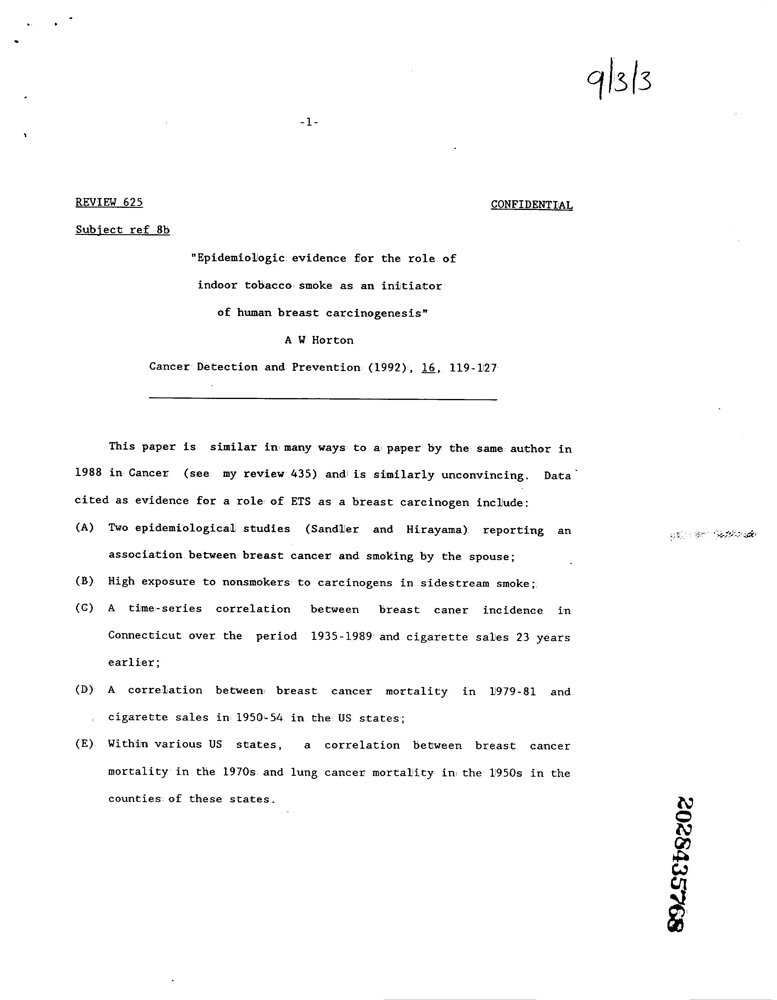 9/3/3
-1-
REVIEW 625
CONFIDENTIAL
Subject ref 8b
"Epidemiologic evidence for the role of
indoor tobacco smoke as an initiator
of human breast carcinogenesis"
A W Horton
Cancer Detection and Prevention (1992), 16, 119-127
This paper is similar in many ways to a paper by the same author in
1988 in Cancer (see my review 435) and is similarly unconvincing. Data
cited as evidence for a role of ETS as a breast carcinogen include:
(A) Two epidemiological studies (Sandler and Hirayama) reporting an
association between breast cancer and smoking by the spouse;
(B) High exposure to nonsmokers to carcinogens in sidestream smoke;
(C) A time-series correlation between breast caner incidence in
Connecticut over the period 1935-1989 and cigarette sales 23 years
earlier;
(D) A correlation between breast cancer mortality in 1979-81 and
cigarette sales in 1950-54 in the US states;
(E) Within various US states, a correlation between breast cancer
mortality in the 1970s and lung cancer mortality in the 1950s in the
counties of these states.
2028435768